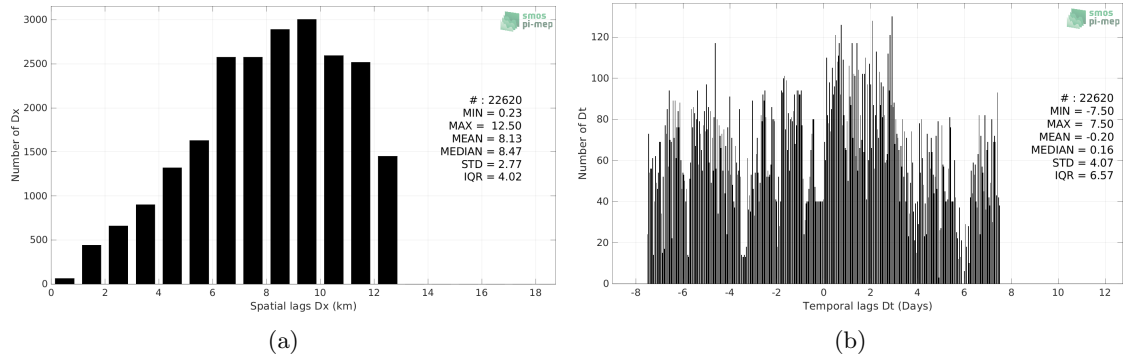 smos
pi-mep
3000
2500
2000
1500
1000
500
0
Number of Dx
# : 22620
MIN = 0.23
MAX = 12.50
MEAN = 8.13
MEDIAN = 8.47
STD = 2.77
IQR = 4.02
0 2 4 6 8 10 12 14 16 18
Spatial lags Dx (km)
(a)
smos
pi-mep
120
100
80
60
40
20
0
Number of Dt
# : 22620
MIN = -7.50
MAX = 7.50
MEAN = -0.20
MEDIAN = 0.16
STD = 4.07
IQR = 6.57
-8 -6 -4 -2 0 2 4 6 8 10 12
Temporal lags Dt (Days)
(b)